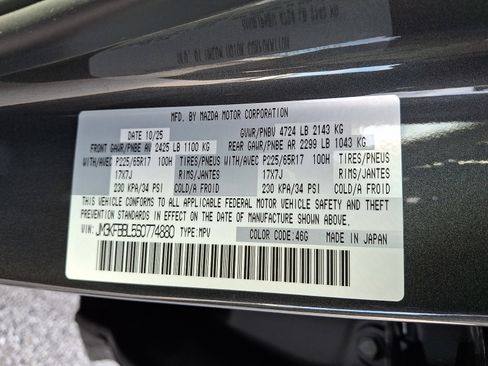 MFD. BY MAZDA MOTOR CORPORATION
DATE 10/25 GVWR/PNBV 4724 LB 2143 KG
FRONT GAWR/PNBE AV 2425 LB 1100 KG REAR GAWR/PNBE AR 2299 LB 1043 KG
WITH/AVEC P225/65R17 100H TIRES/PNEUS WITH/AVEC P225/65R17 100H TIRES/PNEUS
17X7J RIMS/JANTES 17X7J RIMS/JANTES
230 KPA/34 PSI COLD/A FROID 230 KPA/34 PSI COLD/A FROID
THIS VEHICLE CONFORMS TO ALL APPLICABLE FEDERAL MOTOR VEHICLE SAFETY AND
THEFT PREVENTION STANDARDS IN EFFECT ON THE DATE OF MANUFACTURE SHOWN ABOVE.
VIN: JM3KFBBL5S0774880 TYPE:MPV COLOR CODE:46G MADE IN JAPAN